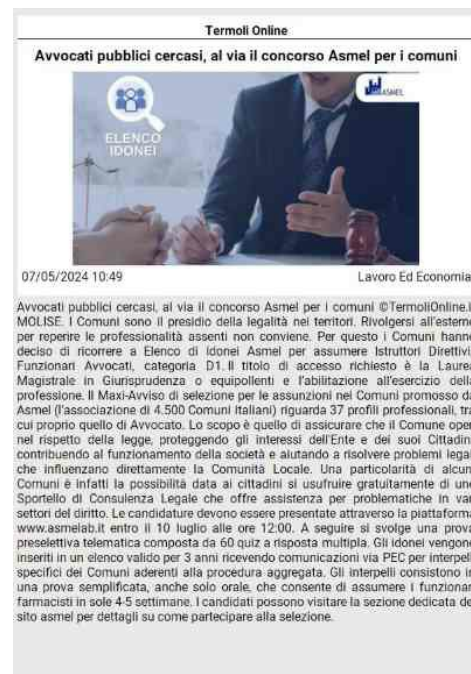 Termoli Online
Avvocati pubblici cercasi, al via il concorso Asmel per i comuni
ASMEL
ELENCO
IDONEI
07/05/2024 10:49
Lavoro Ed Economia
Avvocati pubblici cercasi, al via il concorso Asmel per i comuni ©TermoliOnline.i
MOLISE. I Comuni sono il presidio della legalità nei territori. Rivolgersi all'estern
per reperire le professionalità assenti non conviene. Per questo i Comuni hann
deciso di ricorrere a Elenco di Idonei Asmel per assumere Istruttori Direttivi
Funzionari Avvocati, categoria D1. Il titolo di accesso richiesto è la Laurea
Magistrale in Giurisprudenza o equipollenti e l'abilitazione all'esercizio della
professione. Il Maxi-Avviso di selezione per le assunzioni nei Comuni promosso da
Asmel (l'associazione di 4.500 Comuni Italiani) riguarda 37 profili professionali, tra
cui proprio quello di Avvocato. Lo scopo è quello di assicurare che il Comune oper
nel rispetto della legge, proteggendo gli interessi dell'Ente e dei suoi Cittadin
contribuendo al funzionamento della società e aiutando a risolvere problemi legal
che influenzano direttamente la Comunità Locale. Una particolarità di alcun
Comuni è infatti la possibilità data ai cittadini si usufruire gratuitamente di uno
Sportello di Consulenza Legale che offre assistenza per problematiche in var
settori del diritto. Le candidature devono essere presentate attraverso la piattaforma
www.asmelab.it entro il 10 luglio alle ore 12:00. A seguire si svolge una prova
preselettiva telematica composta da 60 quiz a risposta multipla. Gli idonei vengono
inseriti in un elenco valido per 3 anni ricevendo comunicazioni via PEC per interpell
specifici dei Comuni aderenti alla procedura aggregata. Gli interpelli consistono in
una prova semplificata, anche solo orale, che consente di assumere i funzionar
farmacisti in sole 4-5 settimane. I candidati possono visitare la sezione dedicata de
sito asmel per dettagli su come partecipare alla selezione.